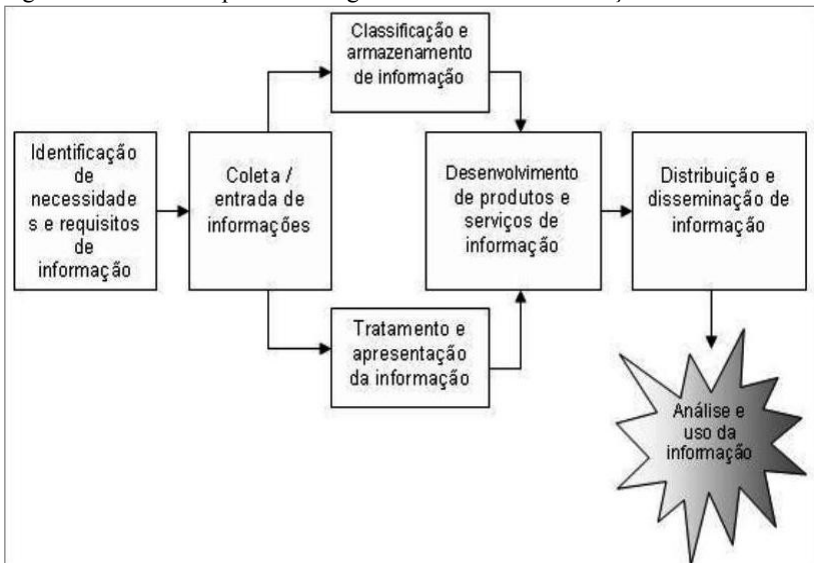 Classificação e
armazenamento
de informação
Identificação
de
necessidade
s e requisitos
de
informação
Coleta /
entrada de
informações
Desenvolvimento
de produtos e
serviços de
informação
Distribuição e
disseminação de
informação
Tratamento e
apresentação
da informação
Análise e
uso da
informação